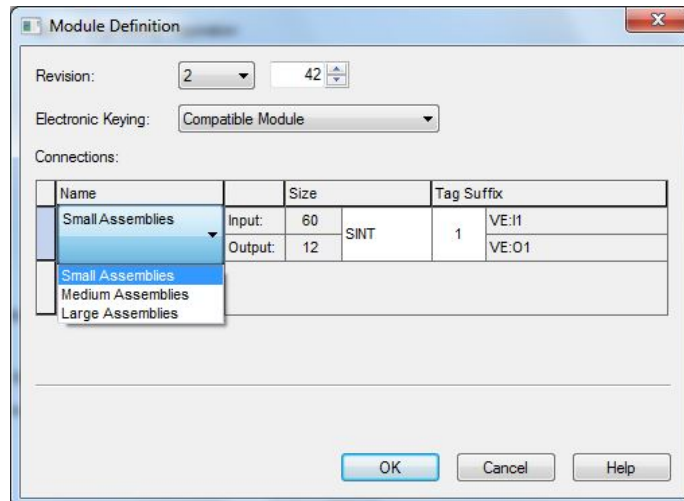 Module Definition
Revision: 2 42
Electronic Keying: Compatible Module
Connections:
Name Size Tag Suffix
Small Assemblies Input: 60 SINT 1 VE:I1
Output: 12 VE:O1
Small Assemblies
Medium Assemblies
Large Assemblies
OK Cancel Help